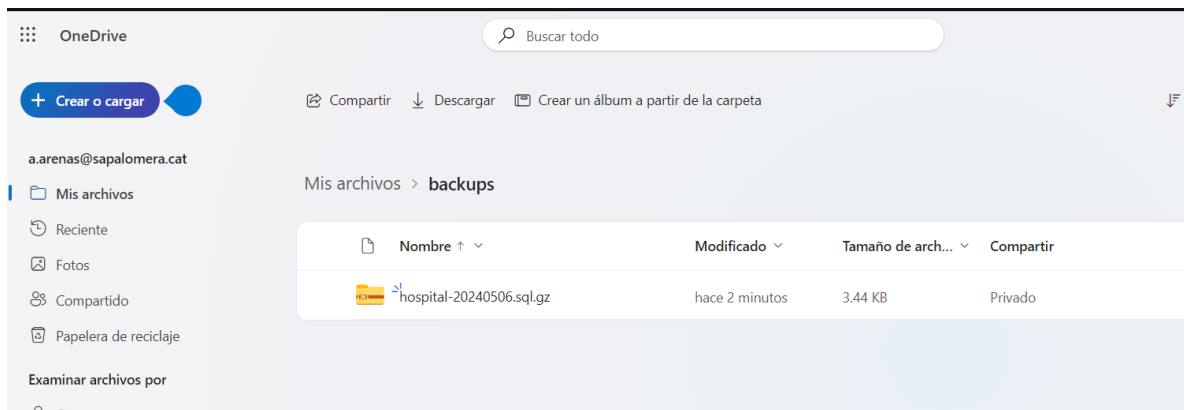 OneDrive
Buscar todo
+ Crear o cargar
Compartir Descargar Crear un álbum a partir de la carpeta
a.arenas@sapalomera.cat
Mis archivos
Reciente
Fotos
Compartido
Papelera de reciclaje
Examinar archivos por
Mis archivos > backups
Nombre ↑ Modificado Tamaño de arch... Compartir
hospital-20240506.sql.gz hace 2 minutos 3.44 KB Privado